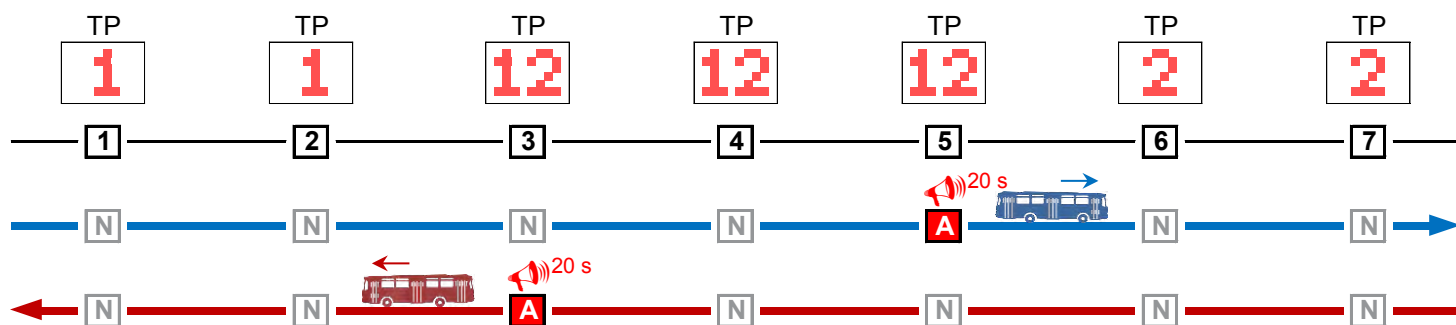 TP TP TP TP TP TP TP
1 1 12 12 12 2 2
1 2 3 4 5 6 7
20 s
N N N N A N N
20 s
N N A N N N N